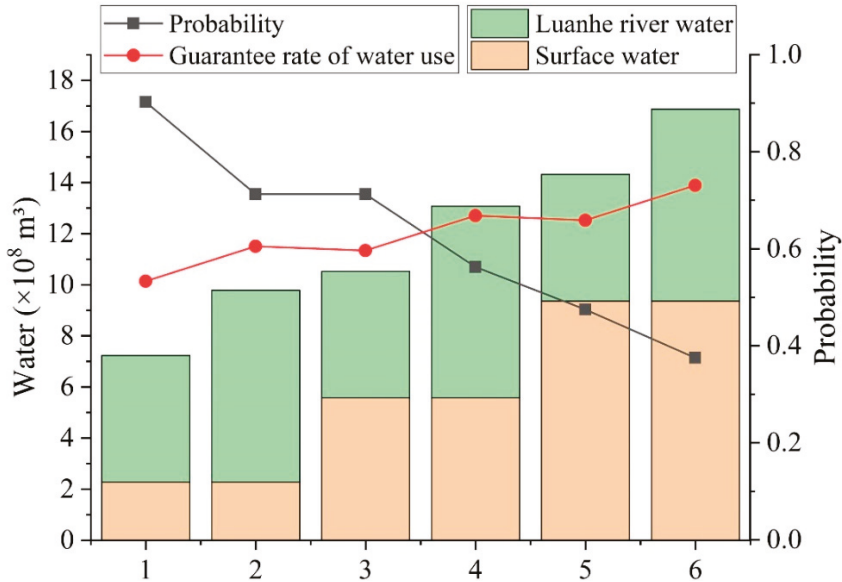 Probability
Guarantee rate of water use
Luanhe river water
Surface water
Water (×10⁸ m³)
18
16
14
12
10
8
6
4
2
0
1.0
0.8
0.6
0.4
0.2
0.0
Probability
1 2 3 4 5 6